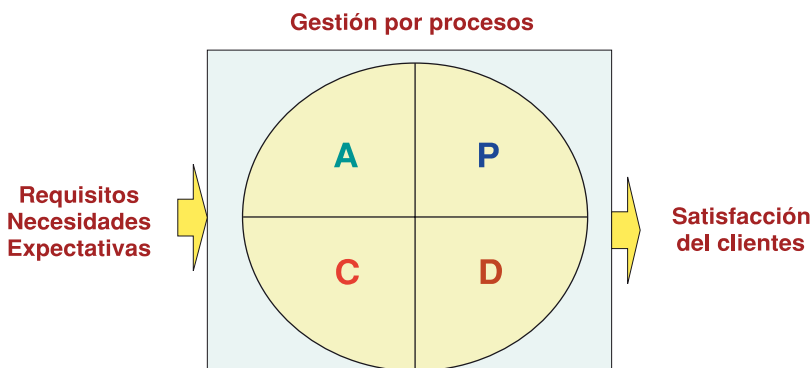 Gestión por procesos
A
P
Requisitos
Necesidades
Expectativas
Satisfacción
del clientes
C
D